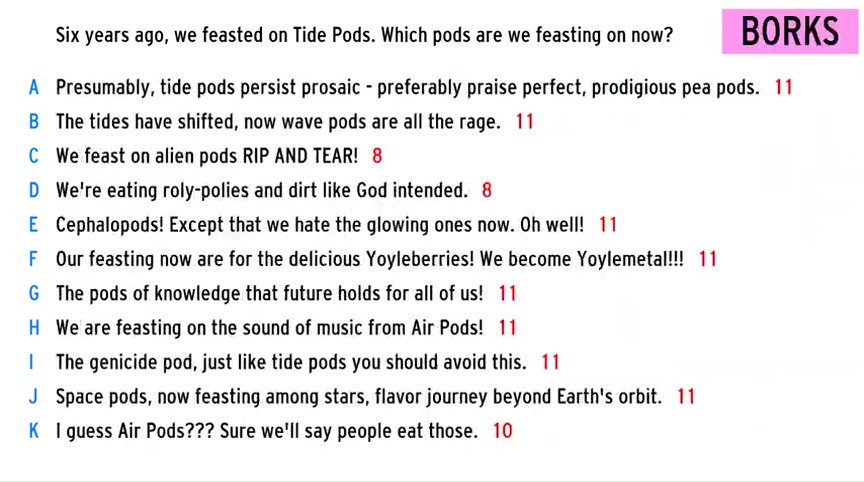 Six years ago, we feasted on Tide Pods. Which pods are we feasting on now?
BORKS
A Presumably, tide pods persist prosaic - preferably praise perfect, prodigious pea pods. 11
B The tides have shifted, now wave pods are all the rage. 11
C We feast on alien pods RIP AND TEAR! 8
D We're eating roly-polies and dirt like God intended. 8
E Cephalopods! Except that we hate the glowing ones now. Oh well! 11
F Our feasting now are for the delicious Yoyleberries! We become Yoylemetal!!! 11
G The pods of knowledge that future holds for all of us! 11
H We are feasting on the sound of music from Air Pods! 11
I The genicide pod, just like tide pods you should avoid this. 11
J Space pods, now feasting among stars, flavor journey beyond Earth's orbit. 11
K I guess Air Pods??? Sure we'll say people eat those. 10